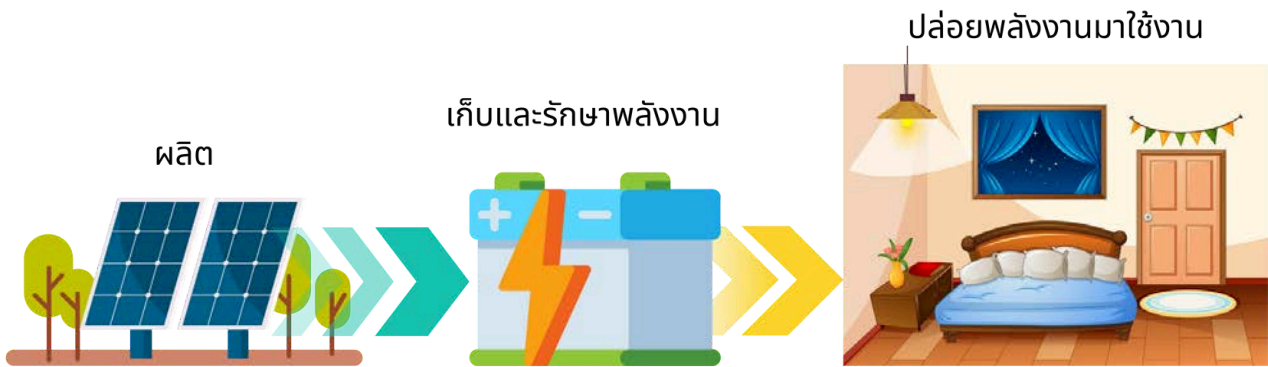 ผลิต
เก็บและรักษาพลังงาน
ปล่อยพลังงานมาใช้งาน